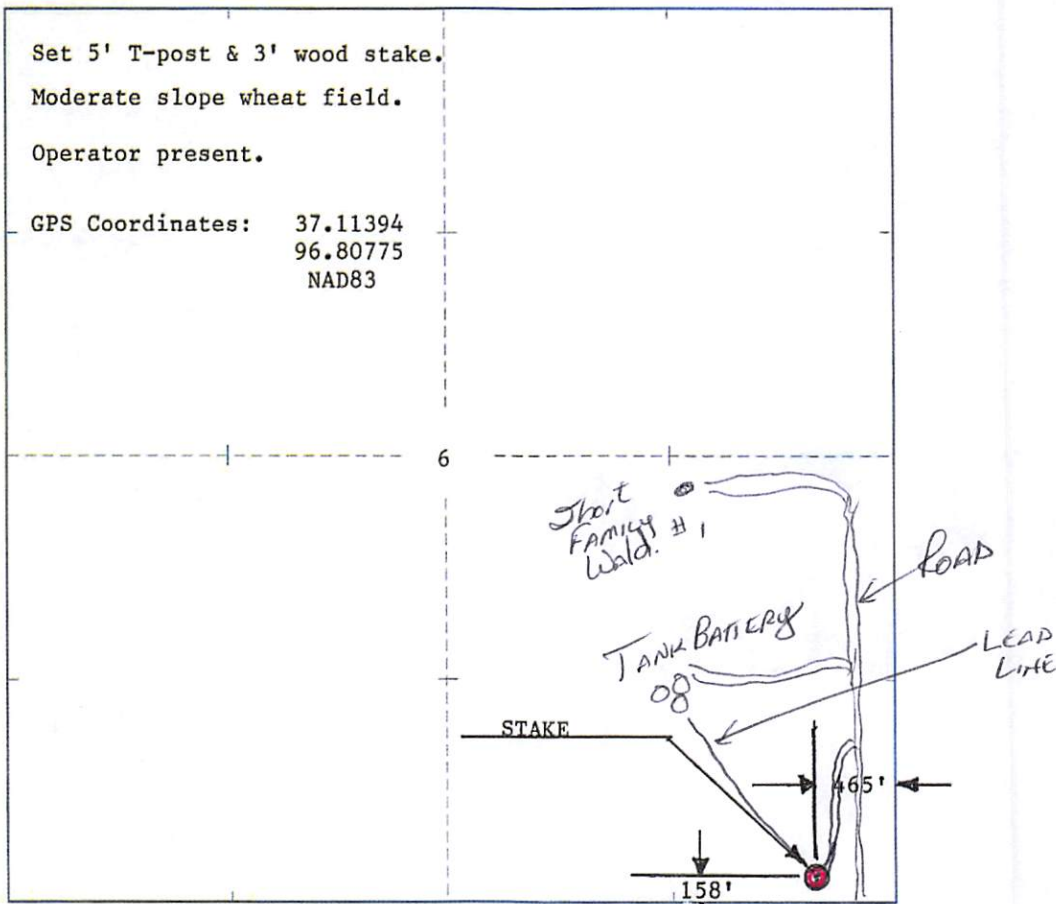 Set 5' T-post & 3' wood stake.
Moderate slope wheat field.
Operator present.
GPS Coordinates: 37.11394
96.80775
NAD83
6
Short
FAMILY
Wald. # 1
ROAD
TANK BATTERY
LEAD
LINE
STAKE
465'
158'